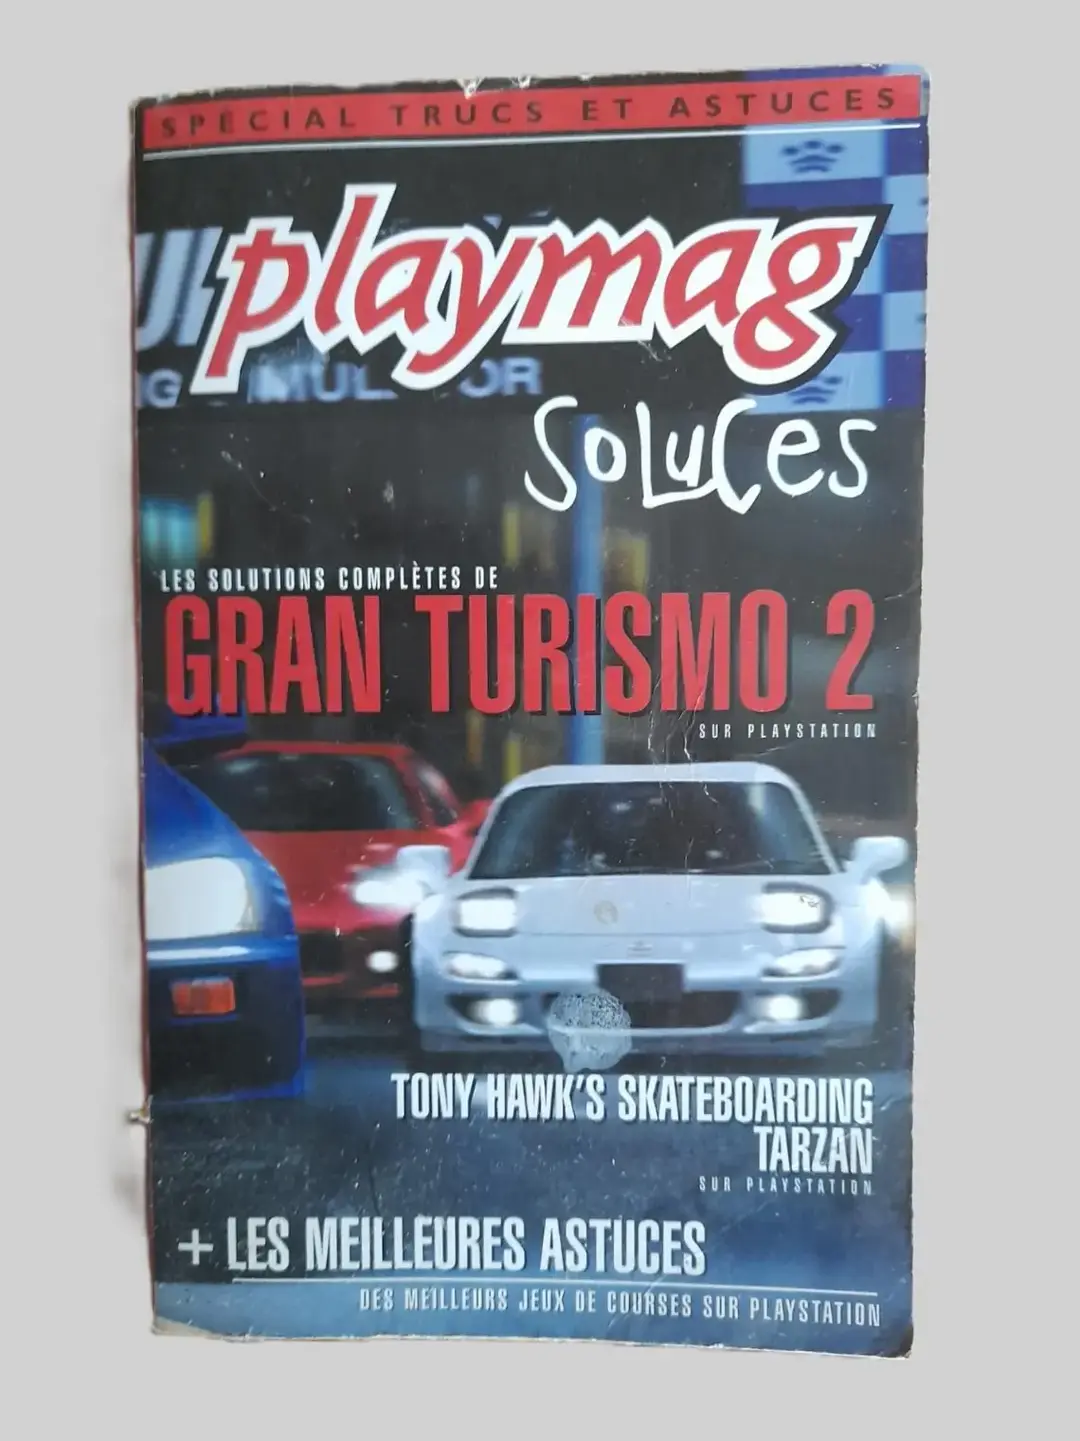 SPÉCIAL TRUCS ET ASTUCES
playmag
SoLuCes
LES SOLUTIONS COMPLÈTES DE
GRAN TURISMO 2
SUR PLAYSTATION
TONY HAWK'S SKATEBOARDING
TARZAN
SUR PLAYSTATION
+ LES MEILLEURES ASTUCES
DES MEILLEURS JEUX DE COURSES SUR PLAYSTATION